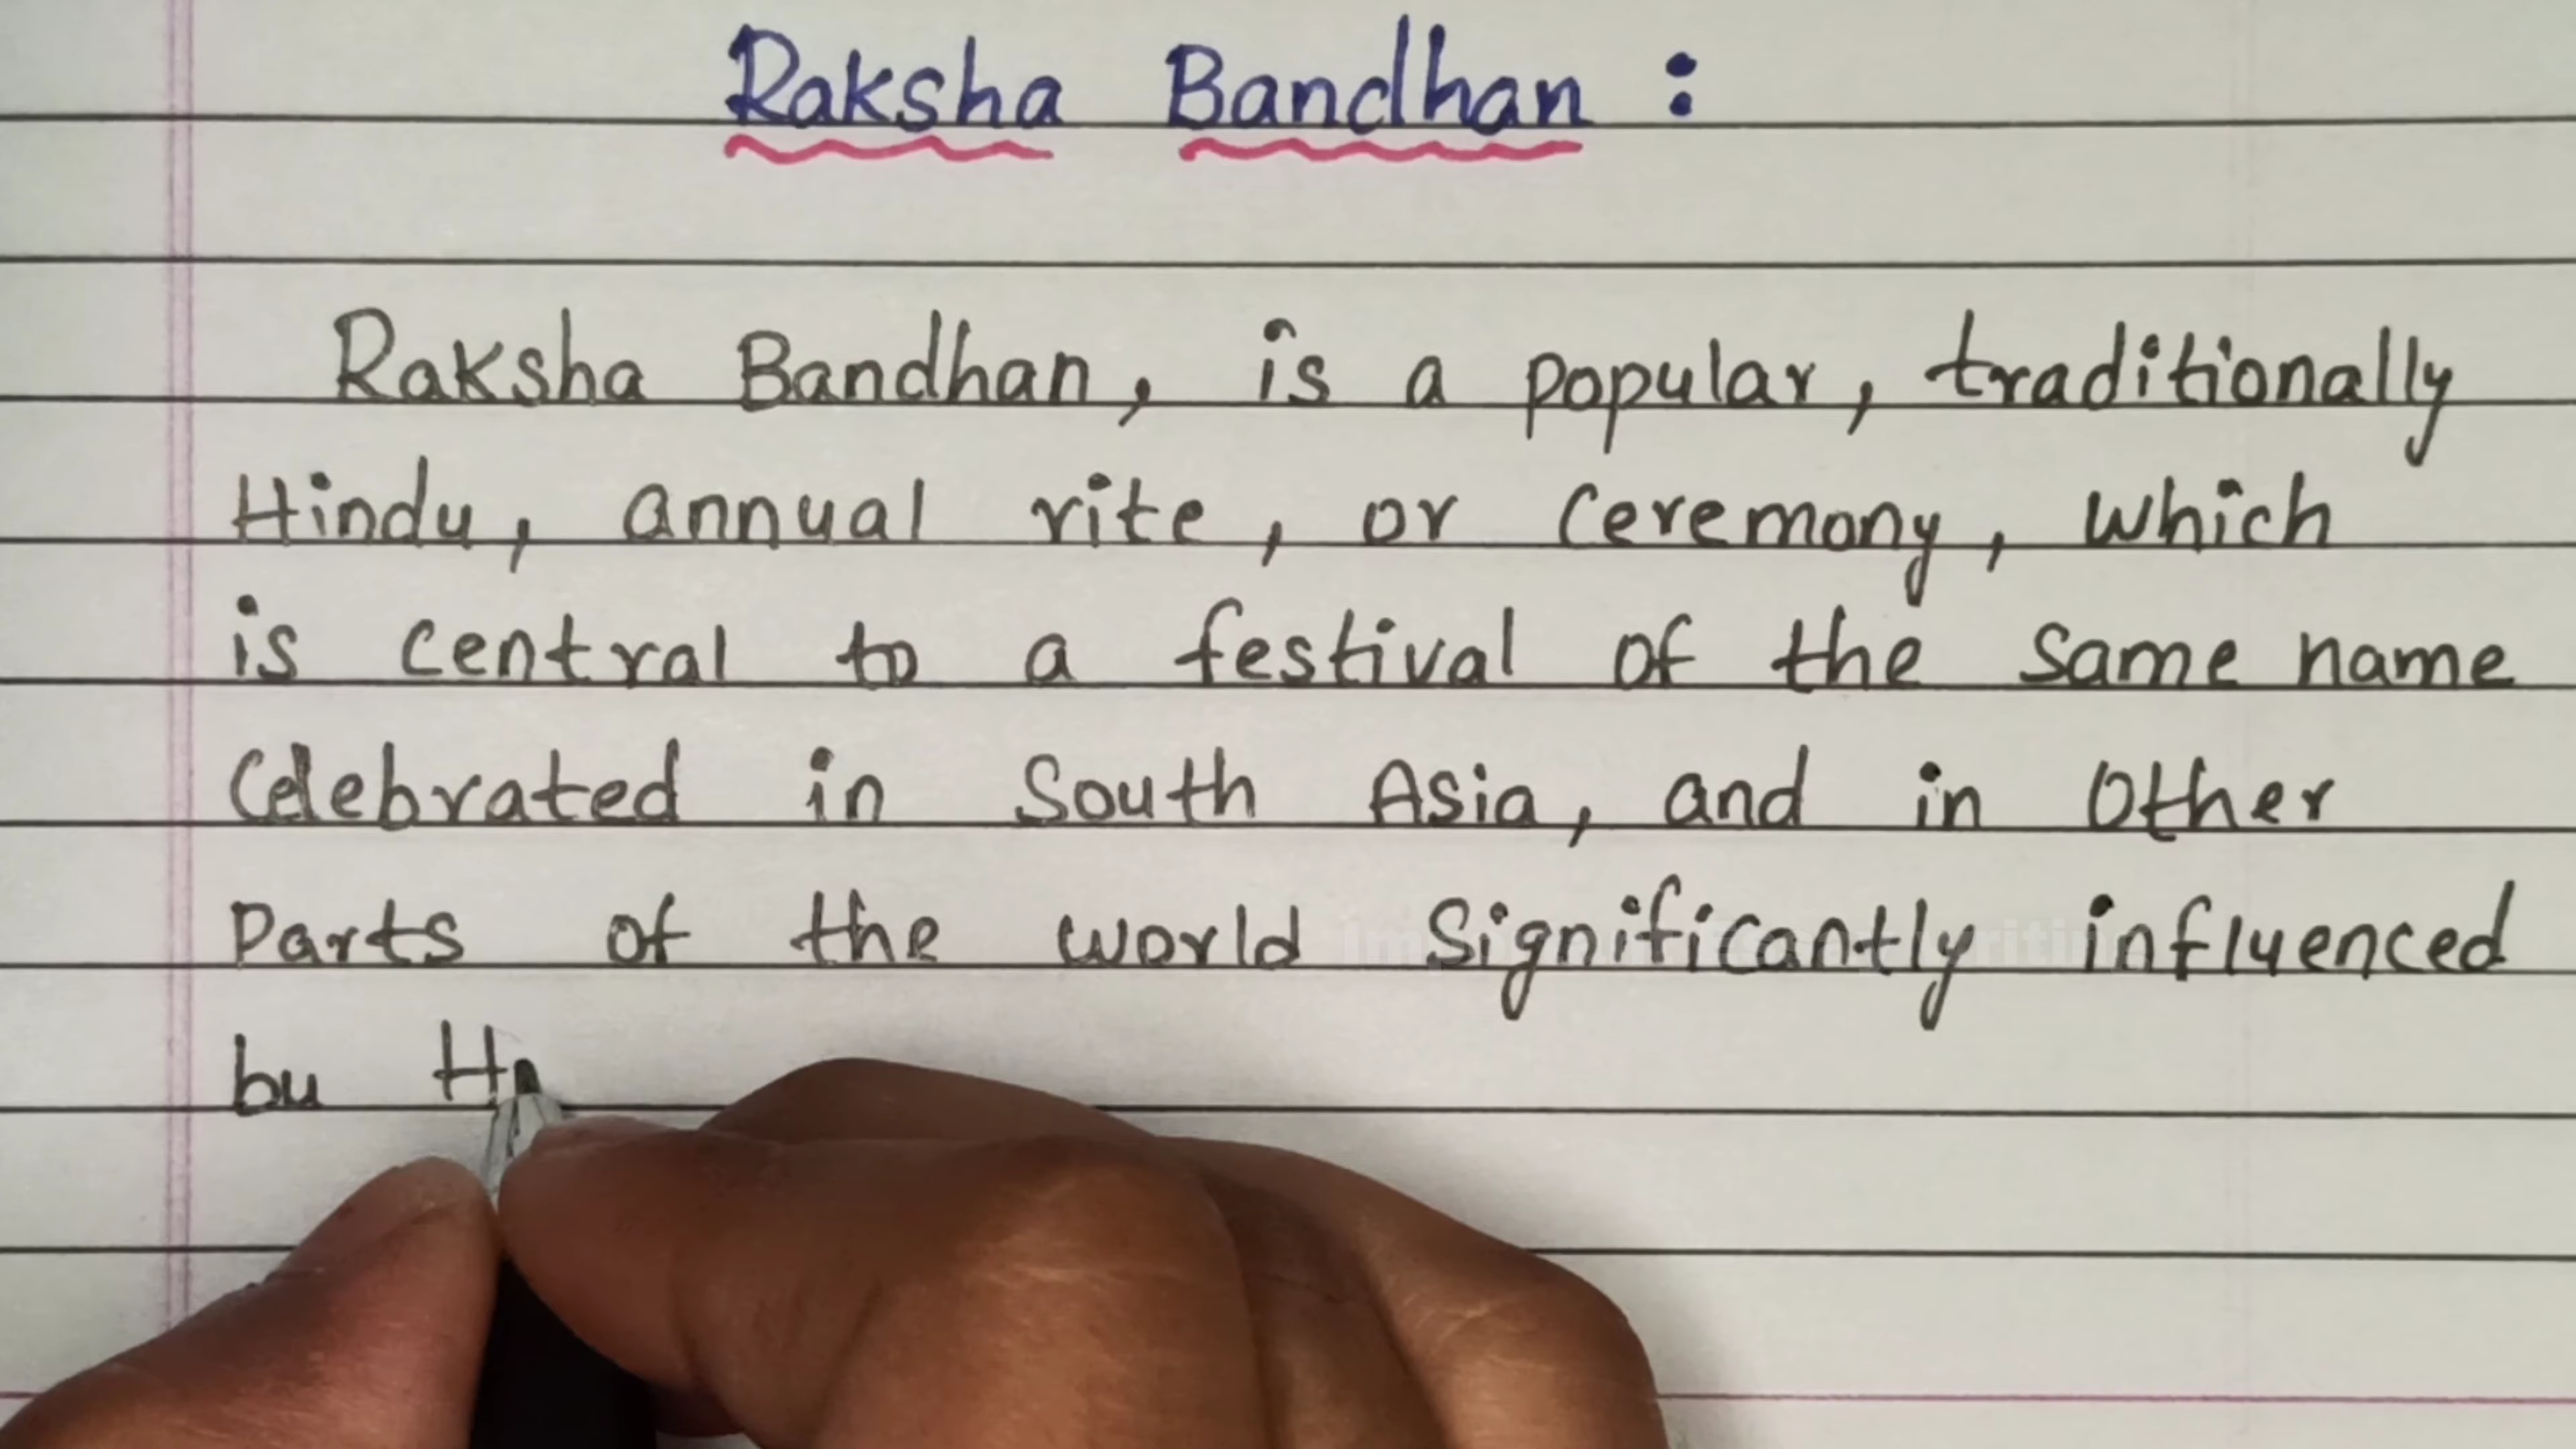 Raksha Bandhan :
Raksha Bandhan, is a popular, traditionally
Hindu, annual rite, or ceremony, which
is central to a festival of the same name
Celebrated in South Asia, and in Other
Parts of the world Significantly influenced
bu H